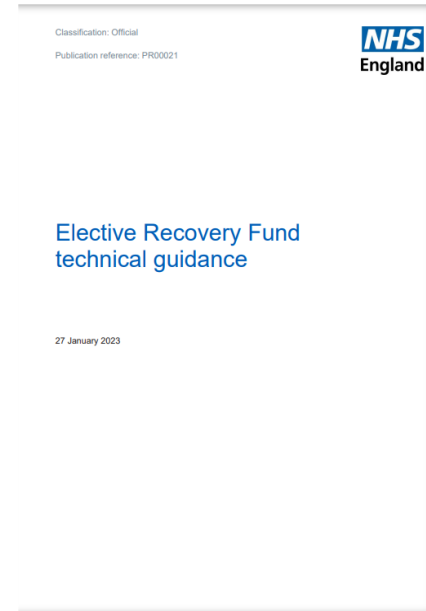 Classification: Official
Publication reference: PR00021
NHS
England
Elective Recovery Fund
technical guidance
27 January 2023